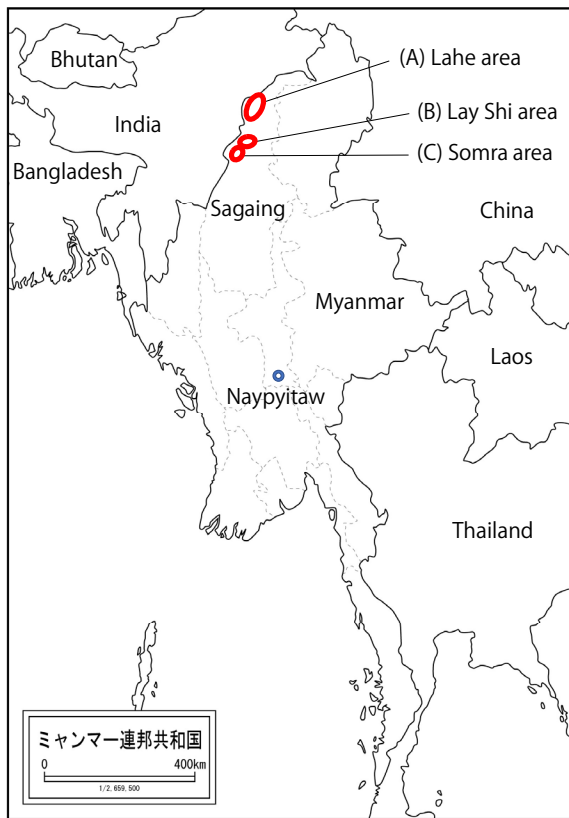 Bhutan
(A) Lahe area
India
(B) Lay Shi area
Bangladesh
(C) Somra area
Sagaing
China
Myanmar
Laos
Naypyitaw
Thailand
ミャンマー連邦共和国
0 400km
1/2,659,500